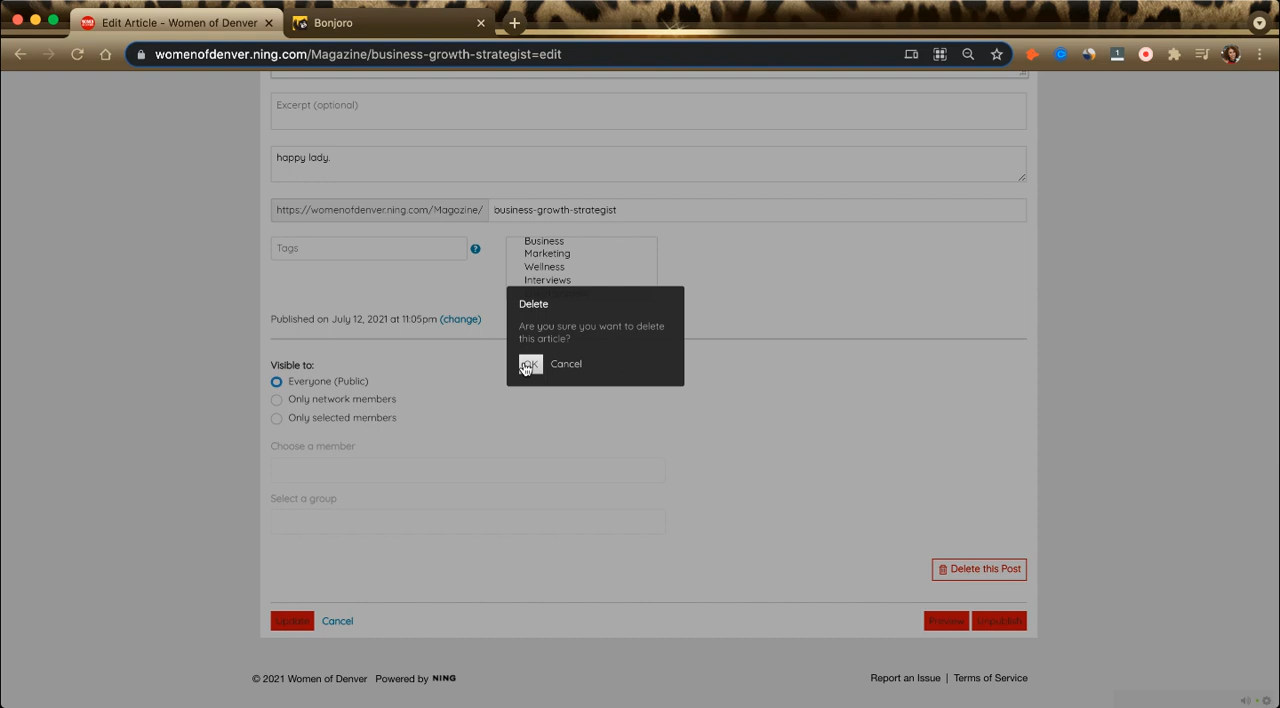 Edit Article - Women of Denver
Bonjoro
womenofdenver.ning.com/Magazine/business-growth-strategist=edit
1
Excerpt (optional)
happy lady.
https://womenofdenver.ning.com/Magazine/ business-growth-strategist
Tags
?
Business
Marketing
Wellness
Interviews
Delete
Are you sure you want to delete
this article?
OK Cancel
Published on July 12, 2021 at 11:05pm (change)
Visible to:
Everyone (Public)
Only network members
Only selected members
Choose a member
Select a group
Delete this Post
Update Cancel Preview Unpublish
© 2021 Women of Denver Powered by NING
Report an Issue | Terms of Service